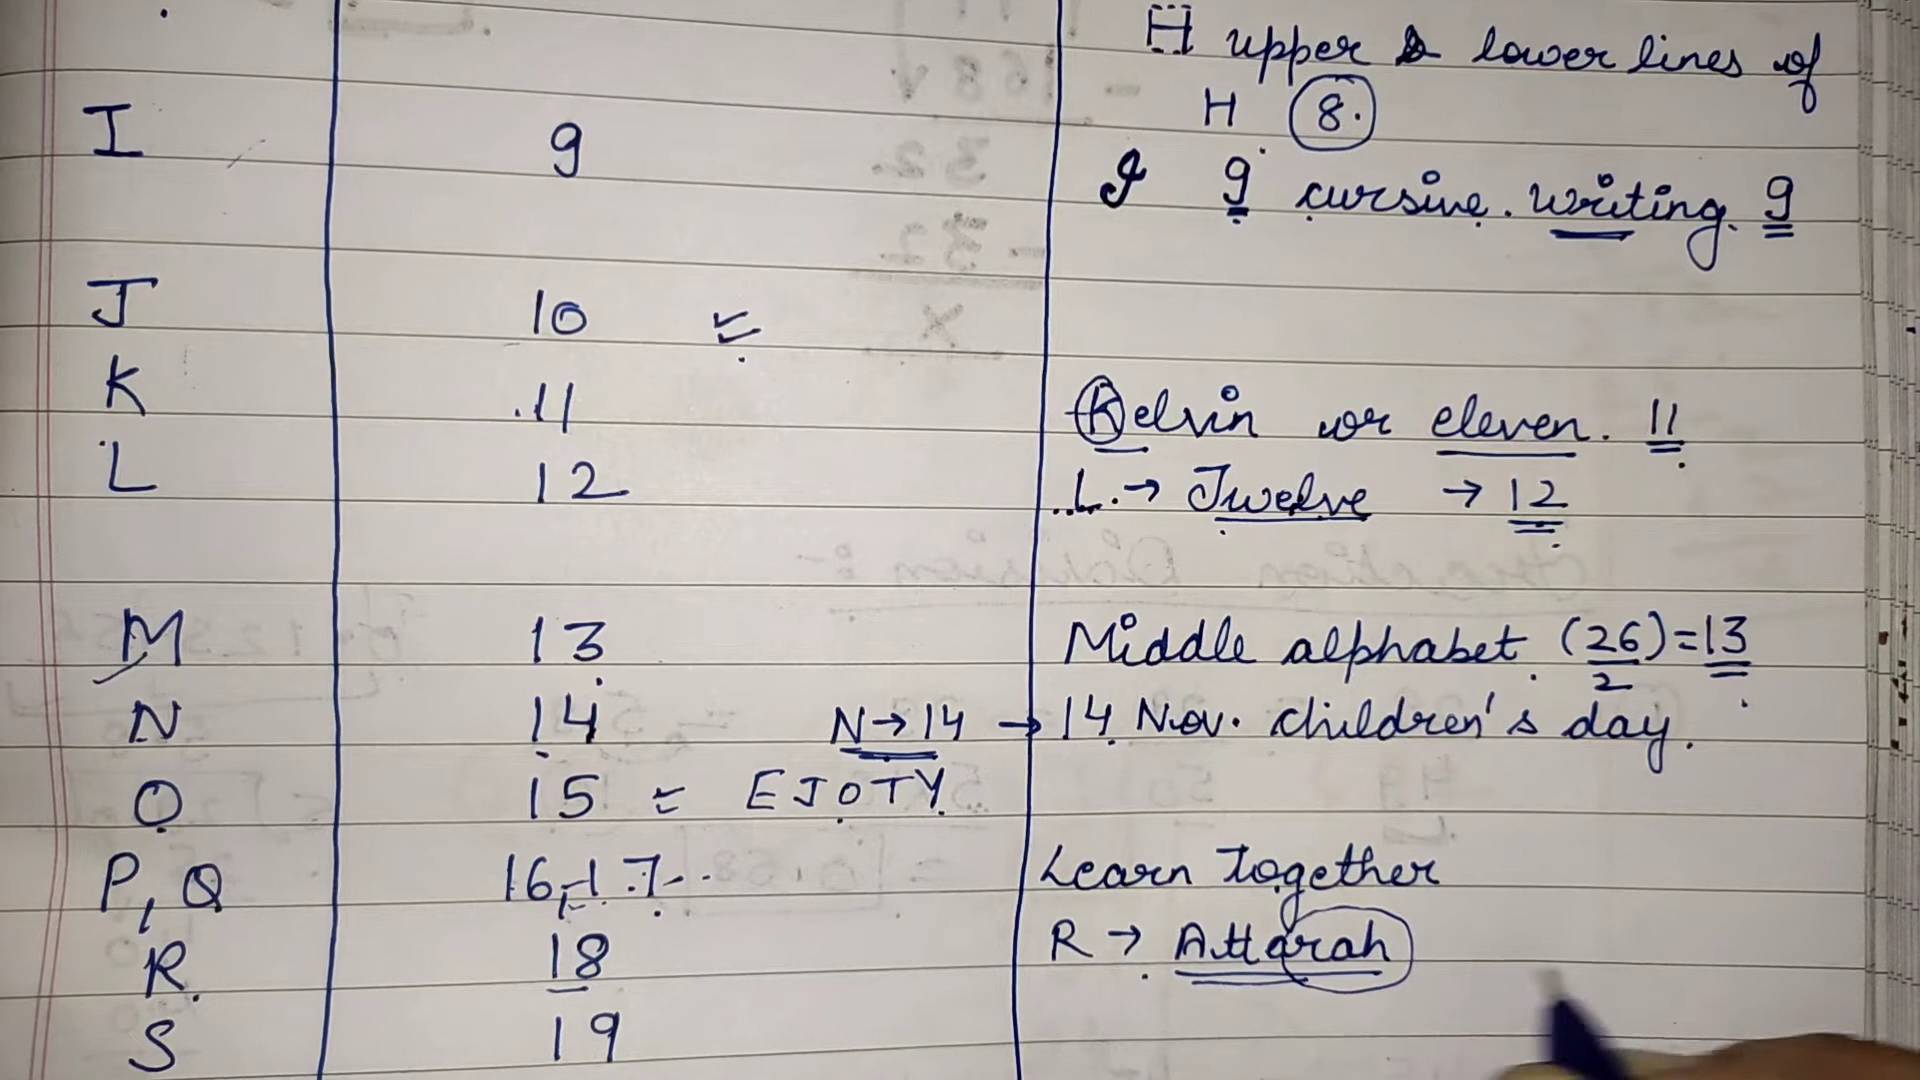 H upper & lower lines of
H 8.
I 9 I 9 cursive. writing. 9
J 10
K 11 Kelvin or eleven. 11
L 12 L → Twelve → 12
M 13 Middle alphabet (26/2)=13
N 14 N→14 → 14 Nov. children's day.
O 15 = EJOTY
P, Q 16, 17 Learn together
R 18 R → Attarah
S 19